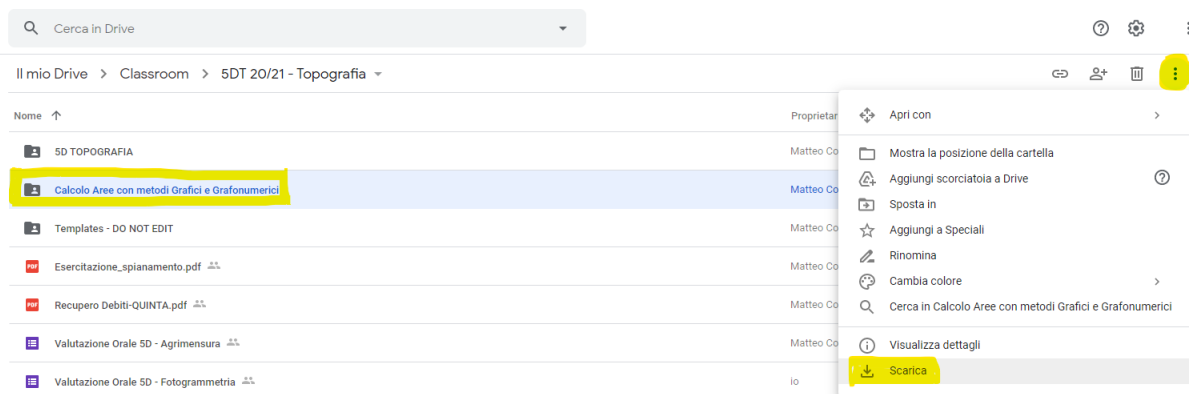 Cerca in Drive
Il mio Drive > Classroom > 5DT 20/21 - Topografia
Nome
Proprietar
5D TOPOGRAFIA
Matteo Co
Calcolo Aree con metodi Grafici e Grafonumerici
Matteo Co
Templates - DO NOT EDIT
Matteo Co
PDF Esercitazione_spianamento.pdf
Matteo Co
PDF Recupero Debiti-QUINTA.pdf
Matteo Co
Valutazione Orale 5D - Agrimensura
Matteo Co
Valutazione Orale 5D - Fotogrammetria
io
Apri con
Mostra la posizione della cartella
Aggiungi scorciatoia a Drive
Sposta in
Aggiungi a Speciali
Rinomina
Cambia colore
Cerca in Calcolo Aree con metodi Grafici e Grafonumerici
Visualizza dettagli
Scarica